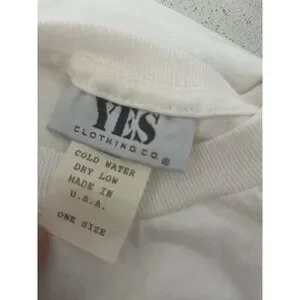 YES
CLOTHING CO.®
COLD WATER
DRY LOW
MADE IN
U.S.A.
ONE SIZE